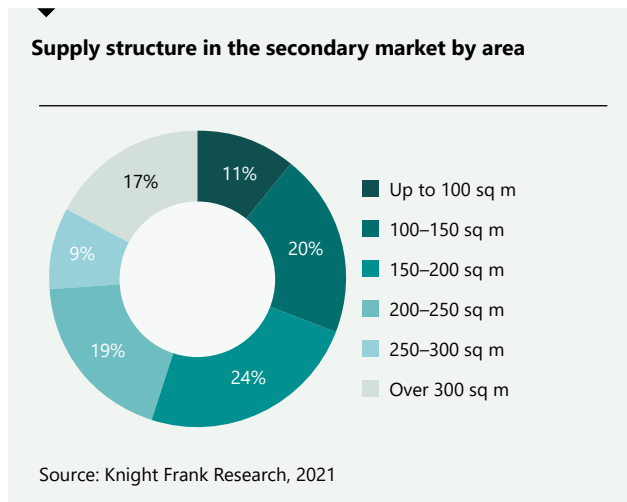 Supply structure in the secondary market by area
11%
20%
24%
19%
9%
17%
Up to 100 sq m
100–150 sq m
150–200 sq m
200–250 sq m
250–300 sq m
Over 300 sq m
Source: Knight Frank Research, 2021